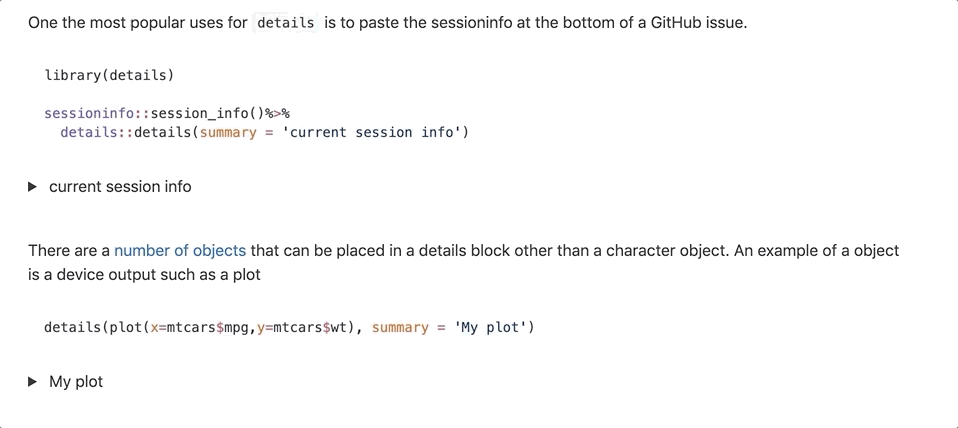 One the most popular uses for details is to paste the sessioninfo at the bottom of a GitHub issue.
library(details)
sessioninfo::session_info()%>%
details::details(summary = 'current session info')
current session info
There are a number of objects that can be placed in a details block other than a character object. An example of a object
is a device output such as a plot
details(plot(x=mtcars$mpg,y=mtcars$wt), summary = 'My plot')
My plot